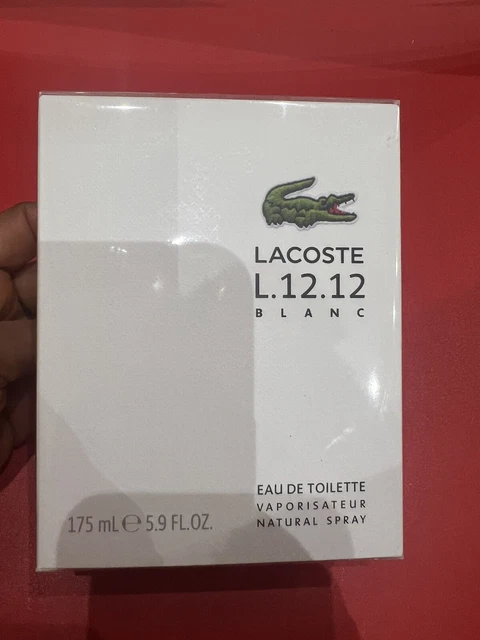 LACOSTE
L.12.12
BLANC
EAU DE TOILETTE
VAPORISATEUR
NATURAL SPRAY
175 mL ℮ 5.9 FL.OZ.